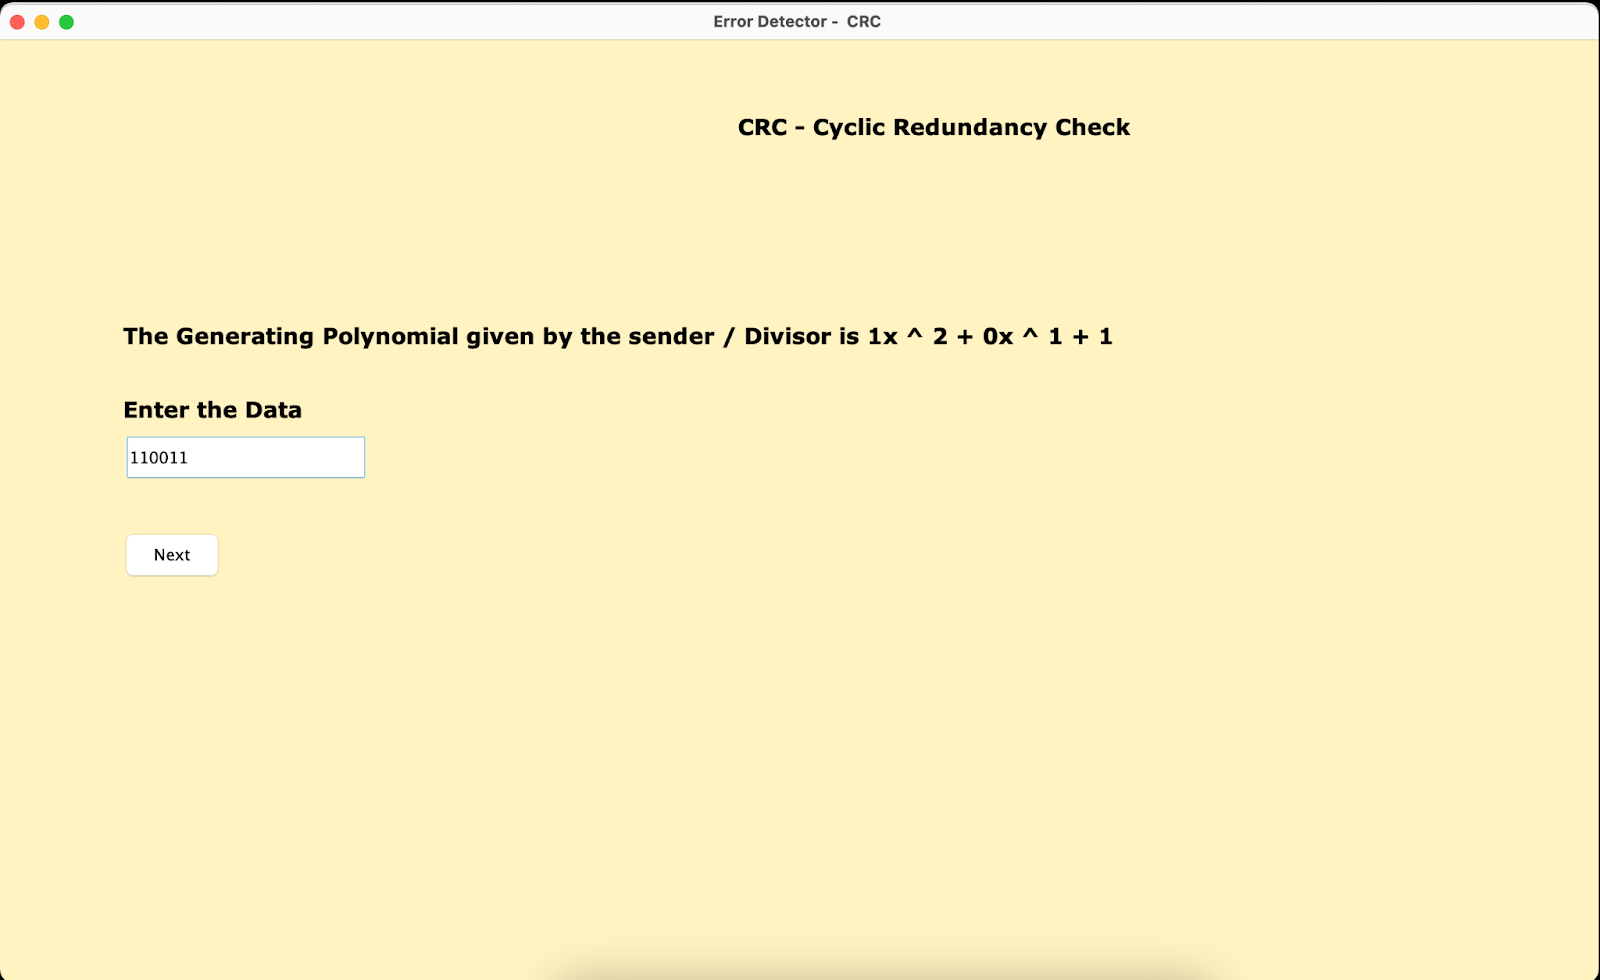 Error Detector -  CRC
CRC - Cyclic Redundancy Check
The Generating Polynomial given by the sender / Divisor is 1x ^ 2 + 0x ^ 1 + 1
Enter the Data
110011
Next